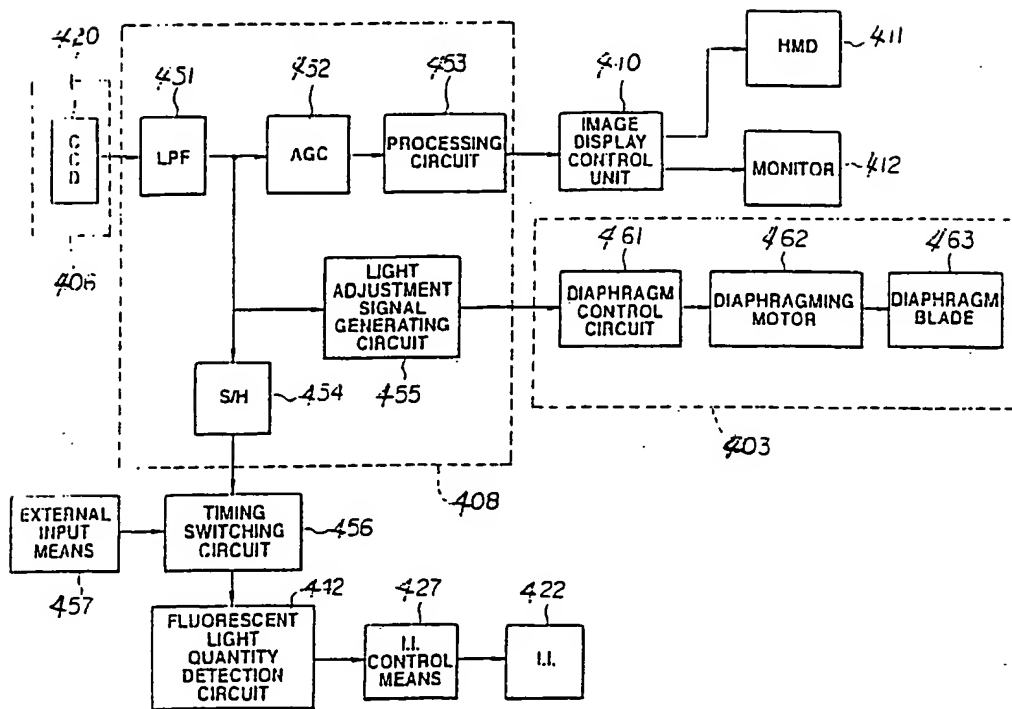 420
CCD
406
451
LPF
452
AGC
453
PROCESSING
CIRCUIT
410
IMAGE
DISPLAY
CONTROL
UNIT
HMD
411
MONITOR
412
LIGHT
ADJUSTMENT
SIGNAL
GENERATING
CIRCUIT
455
S/H
454
408
461
DIAPHRAGM
CONTROL
CIRCUIT
462
DIAPHRAGMING
MOTOR
463
DIAPHRAGM
BLADE
403
EXTERNAL
INPUT
MEANS
457
TIMING
SWITCHING
CIRCUIT
456
FLUORESCENT
LIGHT
QUANTITY
DETECTION
CIRCUIT
427
I.I.
CONTROL
MEANS
422
I.I.